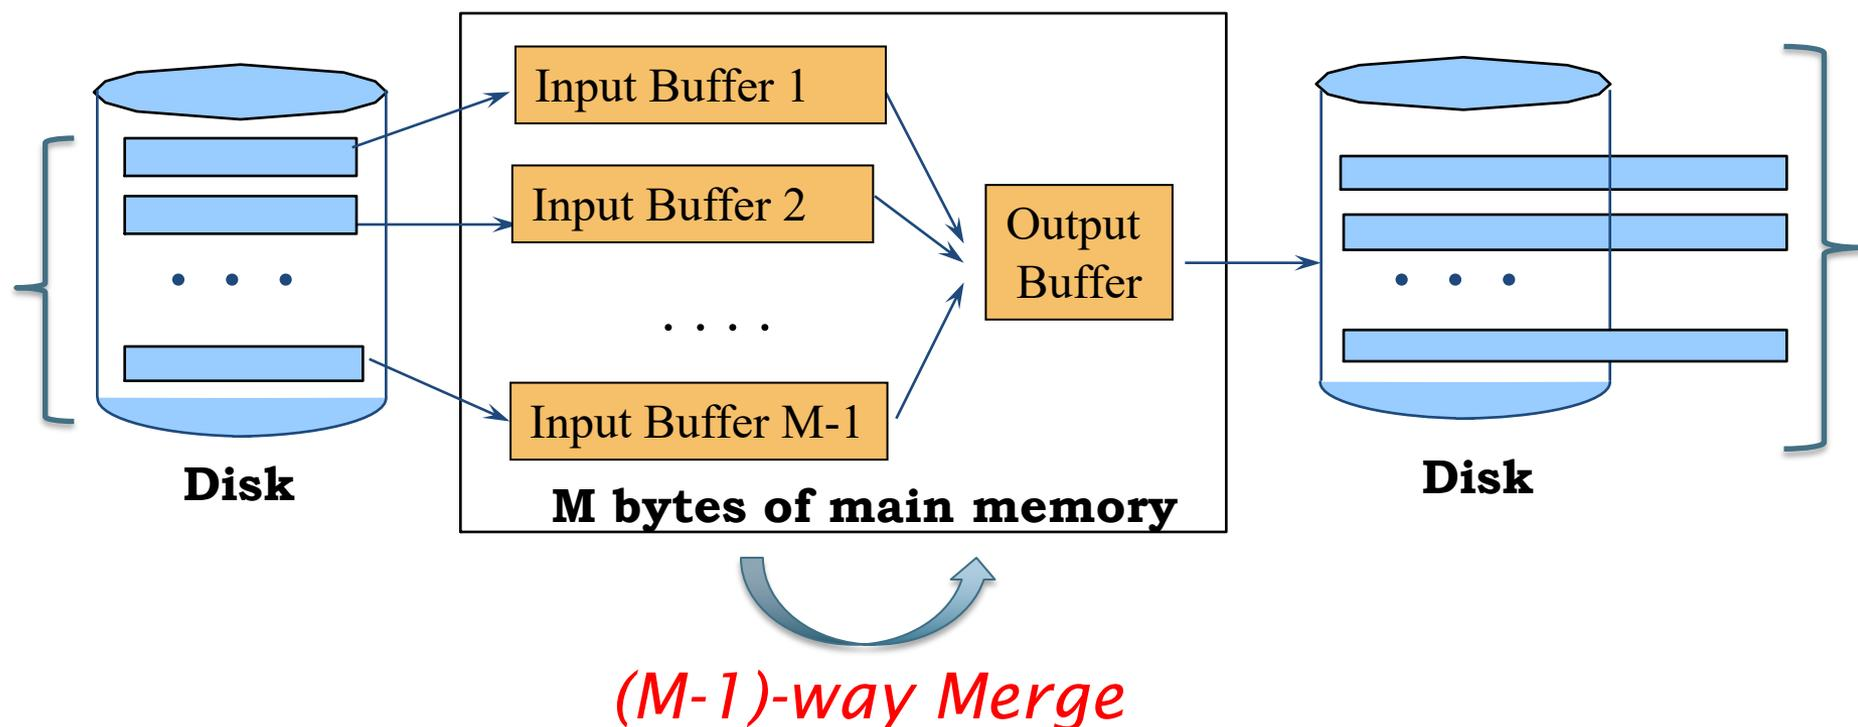 Input Buffer 1
Input Buffer 2
. . . .
Input Buffer M-1
Output
Buffer
• • •
• • •
Disk
M bytes of main memory
Disk
(M-1)-way Merge